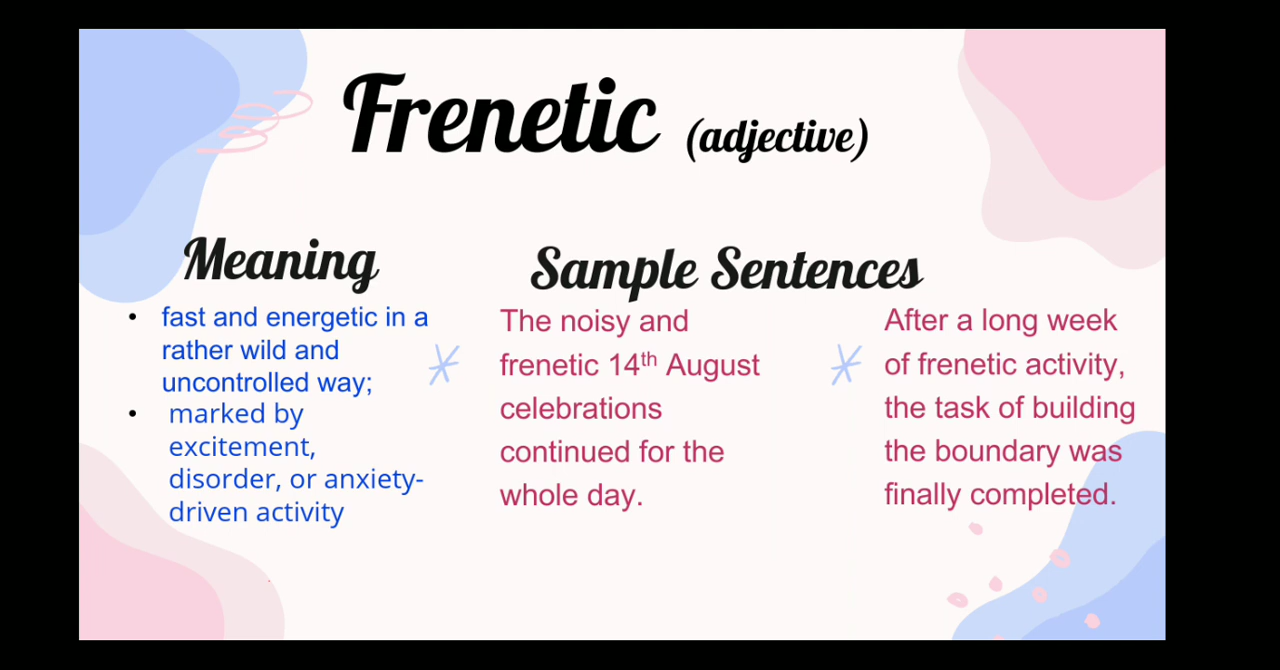 Frenetic (adjective)
Meaning
• fast and energetic in a
rather wild and
uncontrolled way;
• marked by
excitement,
disorder, or anxiety-
driven activity
Sample Sentences
The noisy and
frenetic 14th August
celebrations
continued for the
whole day.
After a long week
of frenetic activity,
the task of building
the boundary was
finally completed.